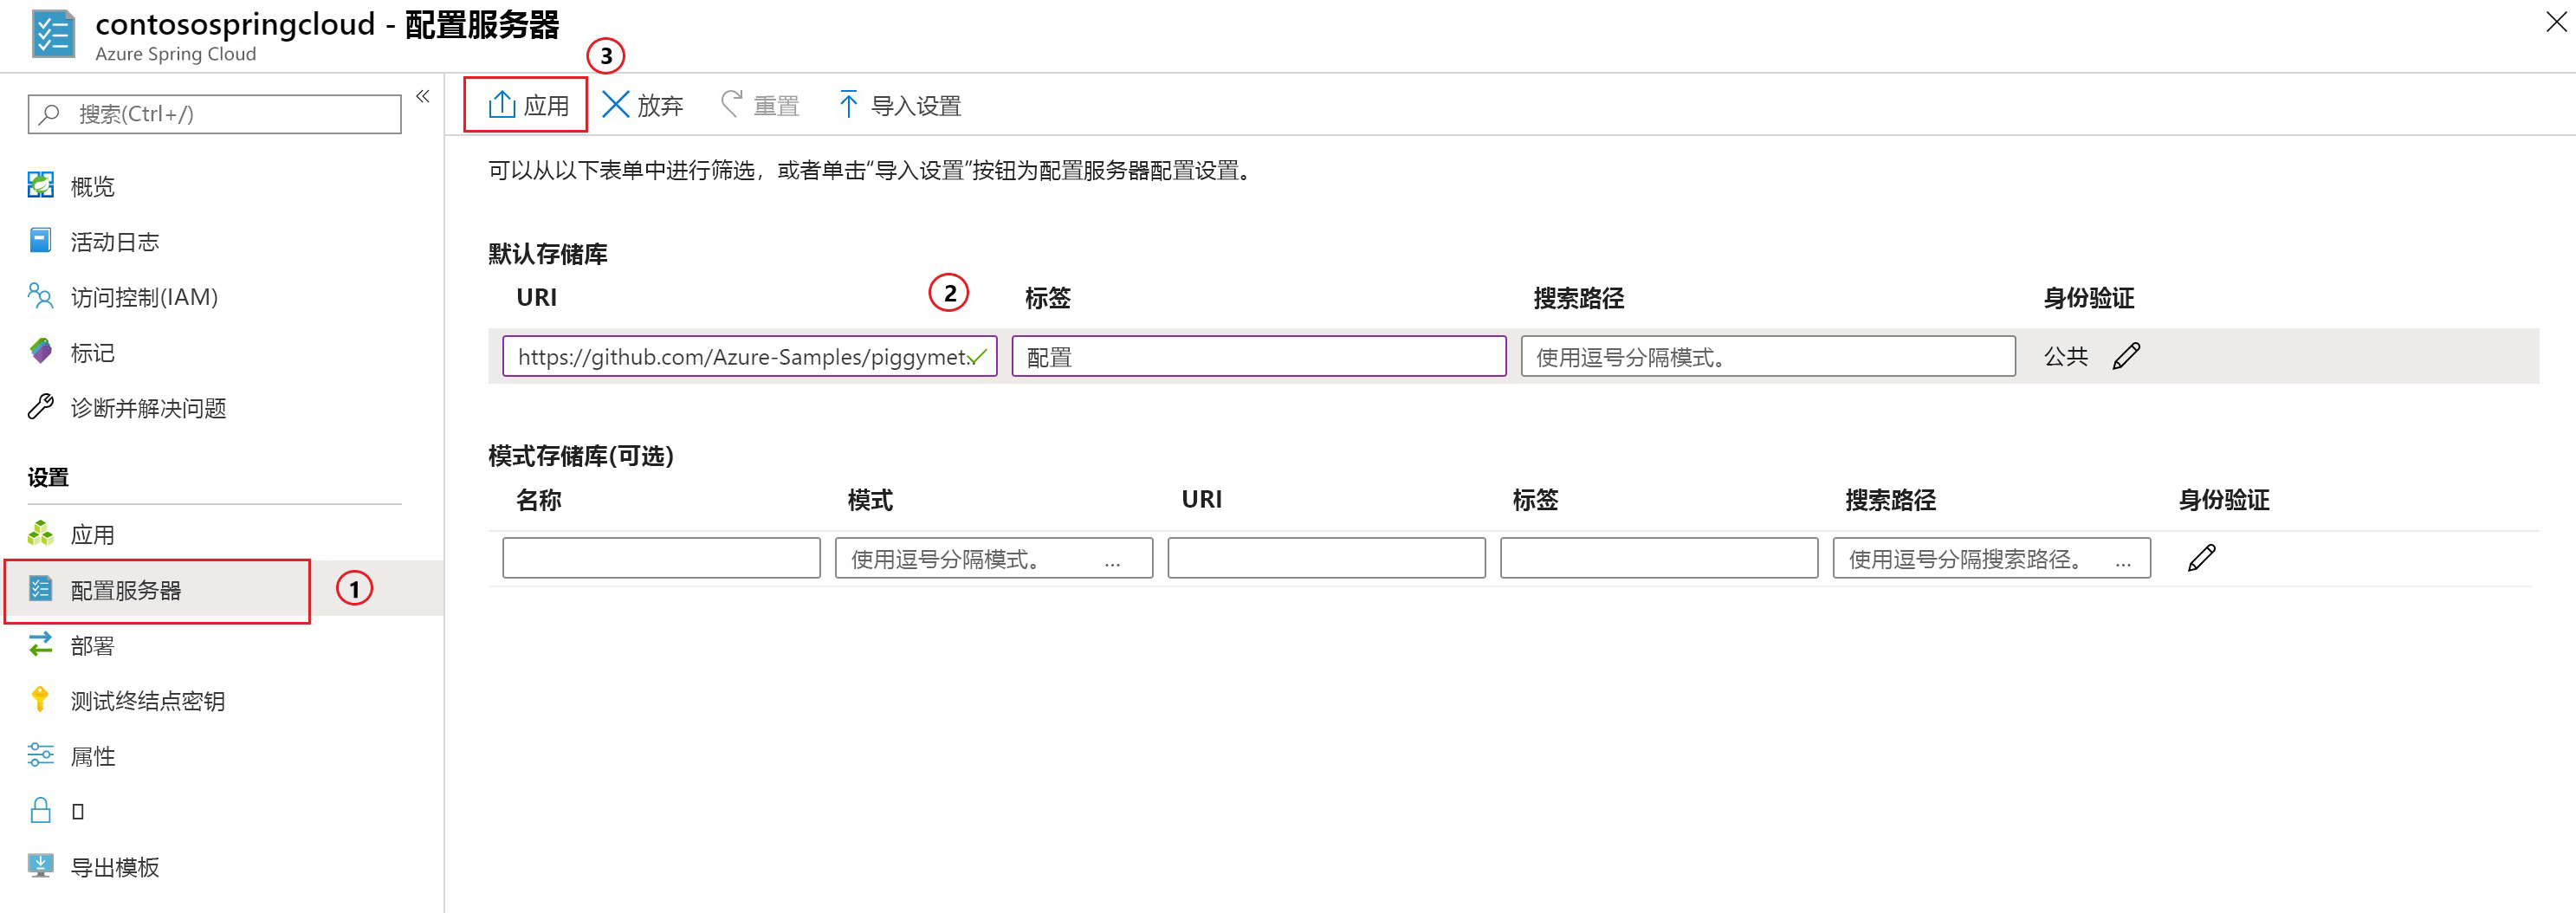 contosospringcloud - 配置服务器
Azure Spring Cloud
3
搜索(Ctrl+/)
«
应用
放弃
重置
导入设置
概览
活动日志
访问控制(IAM)
标记
诊断并解决问题
设置
应用
配置服务器
1
部署
测试终结点密钥
属性
导出模板
可以从以下表单中进行筛选，或者单击“导入设置”按钮为配置服务器配置设置。
默认存储库
URI
2
标签
搜索路径
身份验证
https://github.com/Azure-Samples/piggymet..
配置
使用逗号分隔模式。
公共
模式存储库(可选)
名称
模式
URI
标签
搜索路径
身份验证
使用逗号分隔模式。 ...
使用逗号分隔搜索路径。 ...